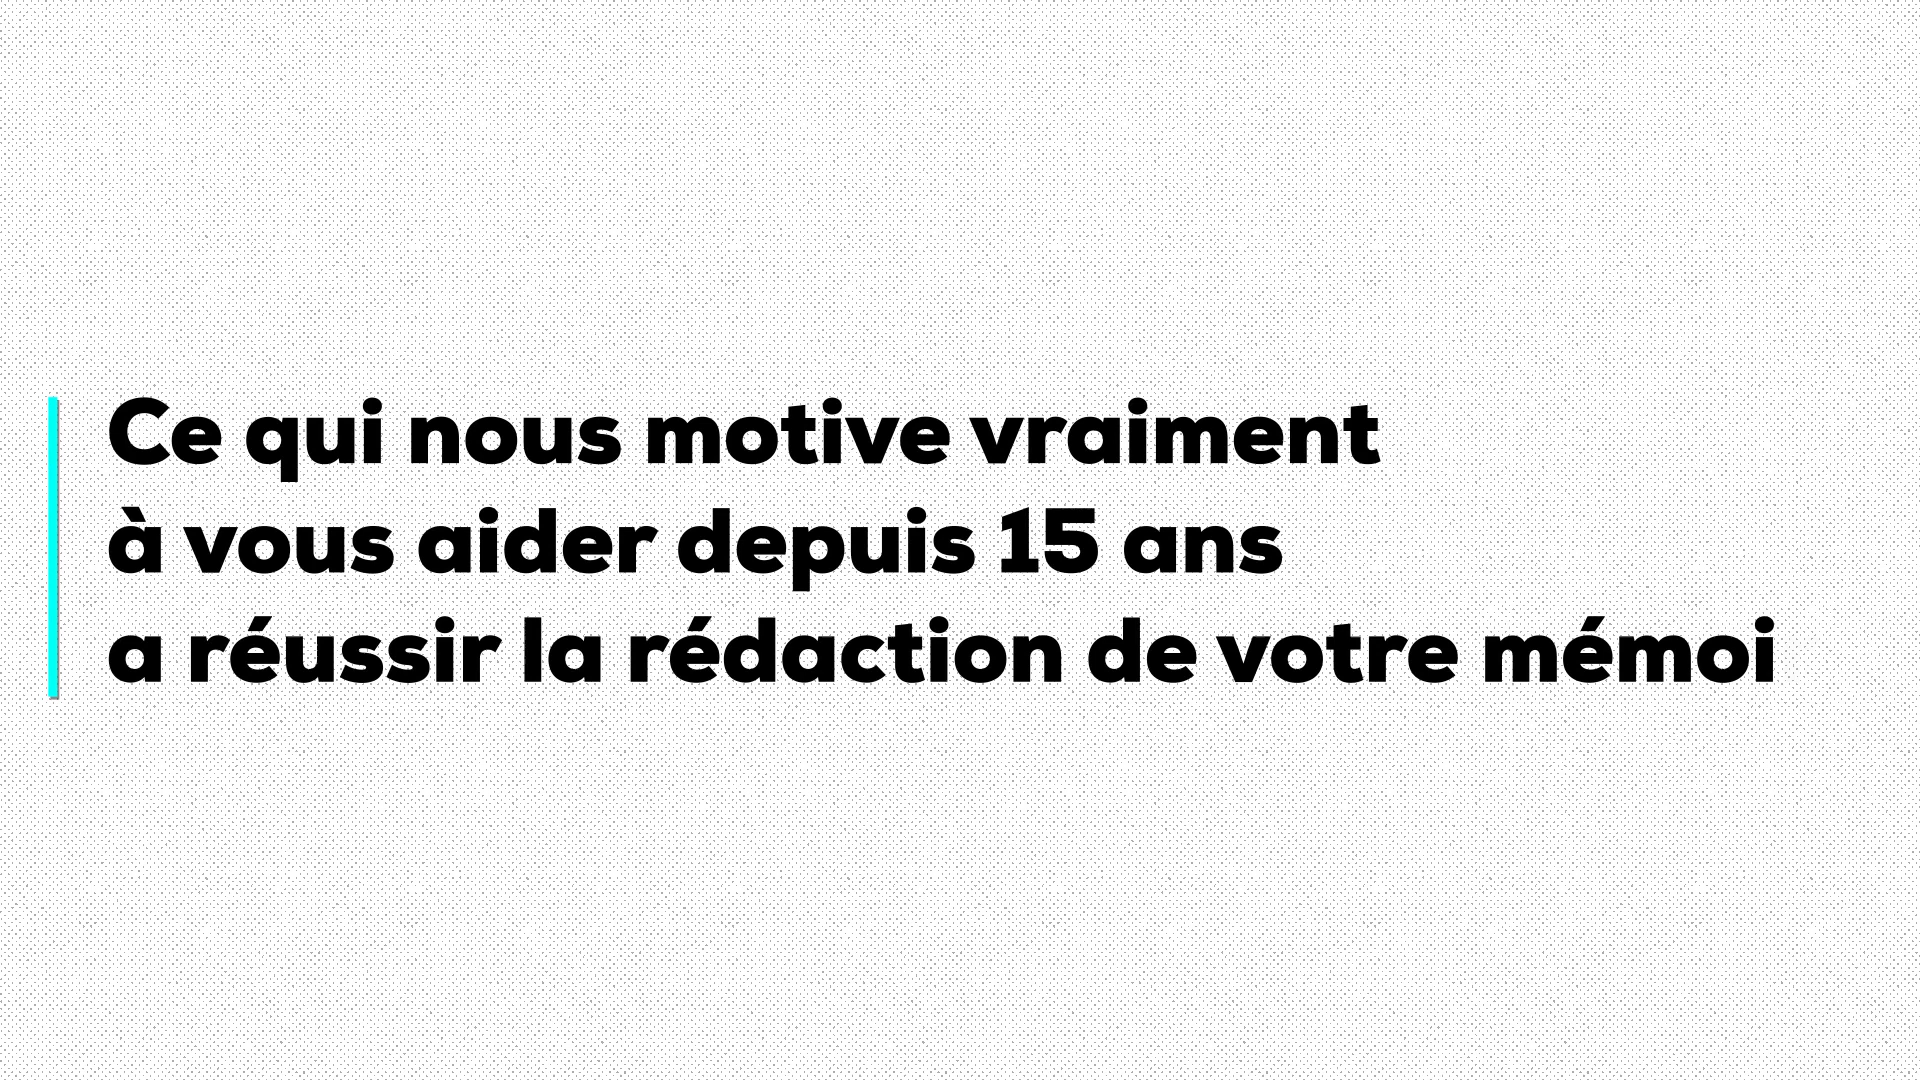 Ce qui nous motive vraiment
à vous aider depuis 15 ans
a réussir la rédaction de votre mémoi